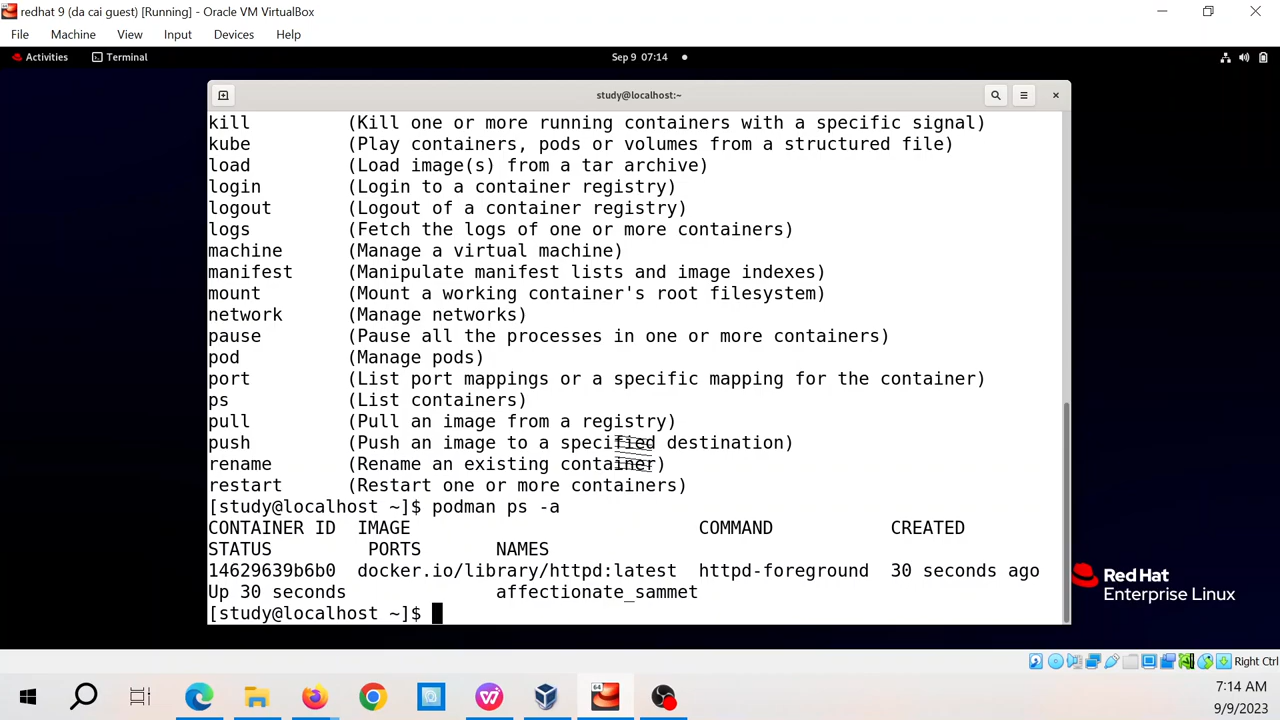 redhat 9 (da cai guest) [Running] - Oracle VM VirtualBox
File Machine View Input Devices Help
Activities Terminal Sep 9 07:14
study@localhost:~
kill (Kill one or more running containers with a specific signal)
kube (Play containers, pods or volumes from a structured file)
load (Load image(s) from a tar archive)
login (Login to a container registry)
logout (Logout of a container registry)
logs (Fetch the logs of one or more containers)
machine (Manage a virtual machine)
manifest (Manipulate manifest lists and image indexes)
mount (Mount a working container's root filesystem)
network (Manage networks)
pause (Pause all the processes in one or more containers)
pod (Manage pods)
port (List port mappings or a specific mapping for the container)
ps (List containers)
pull (Pull an image from a registry)
push (Push an image to a specified destination)
rename (Rename an existing container)
restart (Restart one or more containers)
[study@localhost ~]$ podman ps -a
CONTAINER ID IMAGE COMMAND CREATED
STATUS PORTS NAMES
14629639b6b0 docker.io/library/httpd:latest httpd-foreground 30 seconds ago
Up 30 seconds affectionate_sammet
[study@localhost ~]$
Red Hat
Enterprise Linux
Right Ctrl
64
7:14 AM
9/9/2023